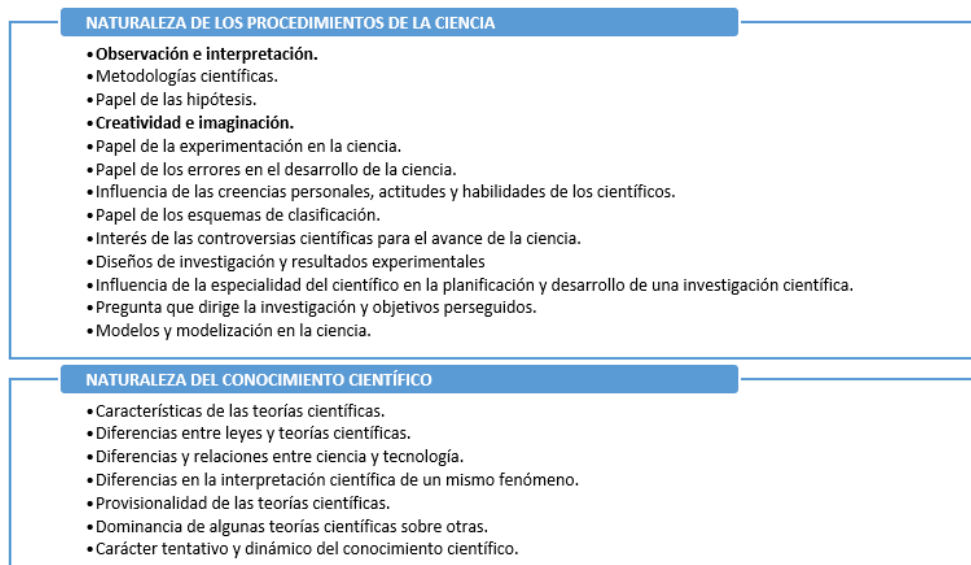 NATURALEZA DE LOS PROCEDIMIENTOS DE LA CIENCIA
•Observación e interpretación.
•Metodologías científicas.
•Papel de las hipótesis.
•Creatividad e imaginación.
•Papel de la experimentación en la ciencia.
•Papel de los errores en el desarrollo de la ciencia.
•Influencia de las creencias personales, actitudes y habilidades de los científicos.
•Papel de los esquemas de clasificación.
•Interés de las controversias científicas para el avance de la ciencia.
•Diseños de investigación y resultados experimentales
•Influencia de la especialidad del científico en la planificación y desarrollo de una investigación científica.
•Pregunta que dirige la investigación y objetivos perseguidos.
•Modelos y modelización en la ciencia.
NATURALEZA DEL CONOCIMIENTO CIENTÍFICO
•Características de las teorías científicas.
•Diferencias entre leyes y teorías científicas.
•Diferencias y relaciones entre ciencia y tecnología.
•Diferencias en la interpretación científica de un mismo fenómeno.
•Provisionalidad de las teorías científicas.
•Dominancia de algunas teorías científicas sobre otras.
•Carácter tentativo y dinámico del conocimiento científico.